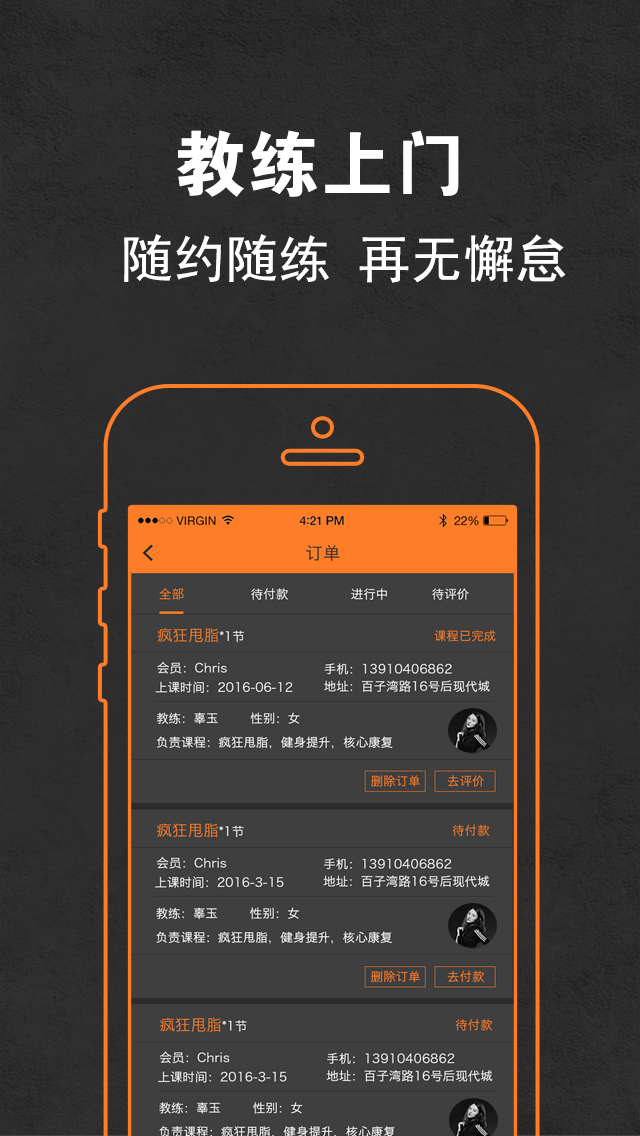 教练上门
随约随练 再无懈怠
VIRGIN 4:21 PM 22%
订单
全部 待付款 进行中 待评价
疯狂甩脂*1节 课程已完成
会员：Chris 手机：13910406862
上课时间：2016-06-12 地址：百子湾路16号后现代城
教练：辜玉 性别：女
负责课程：疯狂甩脂，健身提升，核心康复
删除订单 去评价
疯狂甩脂*1节 待付款
会员：Chris 手机：13910406862
上课时间：2016-3-15 地址：百子湾路16号后现代城
教练：辜玉 性别：女
负责课程：疯狂甩脂，健身提升，核心康复
删除订单 去付款
疯狂甩脂*1节 待付款
会员：Chris 手机：13910406862
上课时间：2016-3-15 地址：百子湾路16号后现代城
教练：辜玉 性别：女
负责课程：疯狂甩脂，健身提升，核心康复